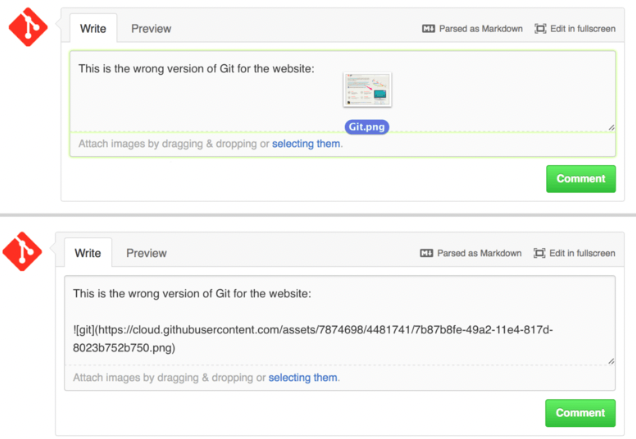 Write Preview Parsed as Markdown Edit in fullscreen
This is the wrong version of Git for the website:
Git.png
Attach images by dragging & dropping or selecting them.
Comment
Write Preview Parsed as Markdown Edit in fullscreen
This is the wrong version of Git for the website:
![git](https://cloud.githubusercontent.com/assets/7874698/4481741/7b87b8fe-49a2-11e4-817d-
8023b752b750.png)
Attach images by dragging & dropping or selecting them.
Comment